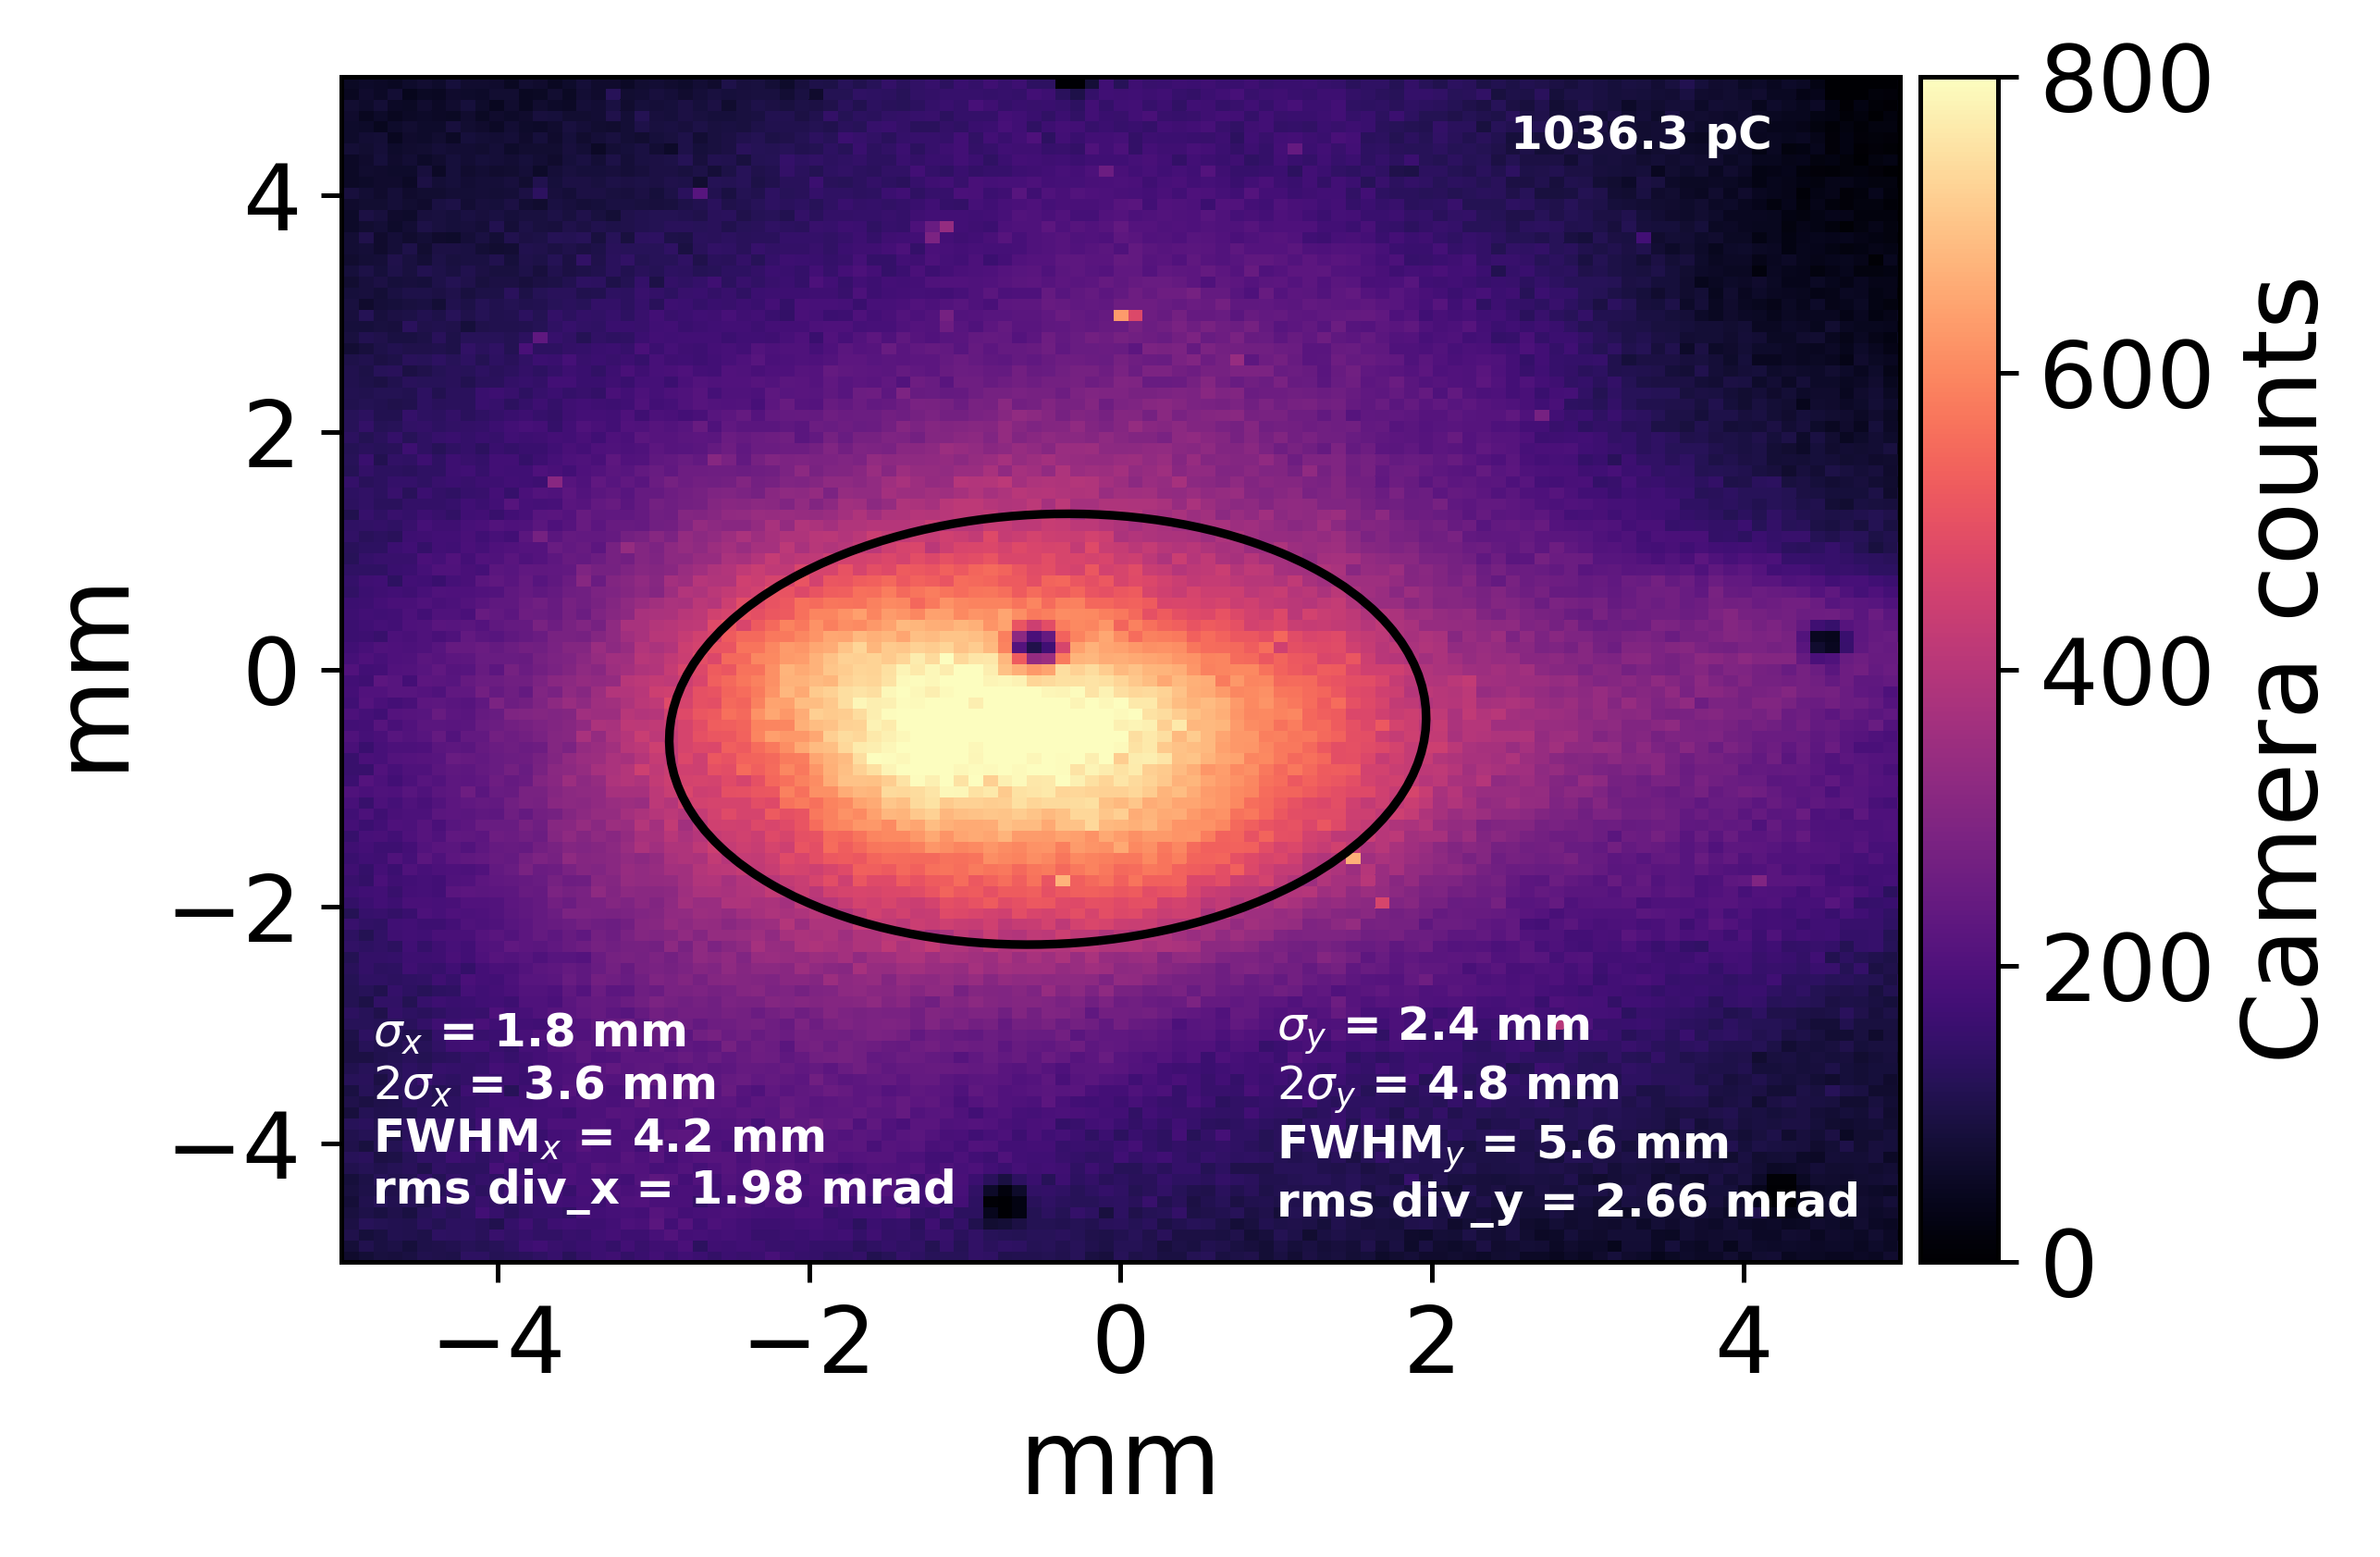 1036.3 pC
4
2
0
−2
−4
mm
σx = 1.8 mm
2σx = 3.6 mm
FWHMx = 4.2 mm
rms div_x = 1.98 mrad
σy = 2.4 mm
2σy = 4.8 mm
FWHMy = 5.6 mm
rms div_y = 2.66 mrad
−4 −2 0 2 4
mm
800
600
400
200
0
Camera counts